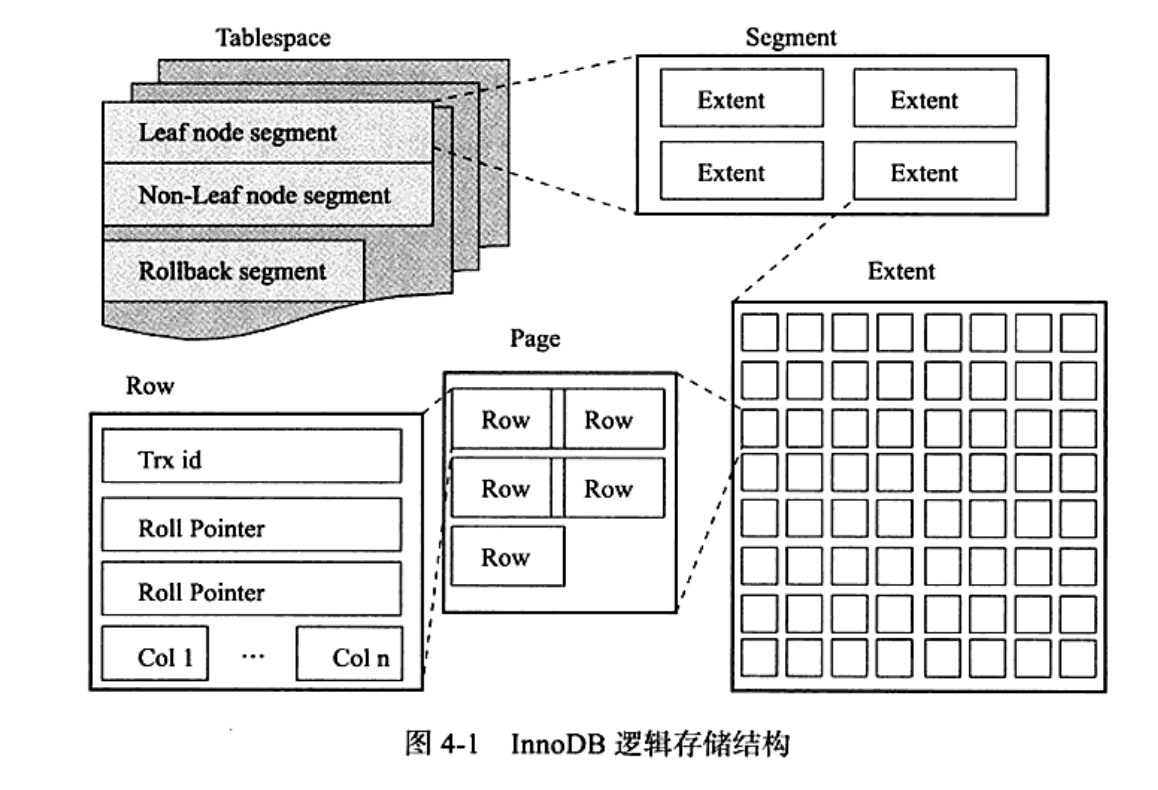 Tablespace
Leaf node segment
Non-Leaf node segment
Rollback segment
Segment
Extent
Extent
Extent
Extent
Extent
Page
Row
Row
Row
Row
Row
Row
Trx id
Roll Pointer
Roll Pointer
Col 1
...
Col n
图 4-1 InnoDB 逻辑存储结构